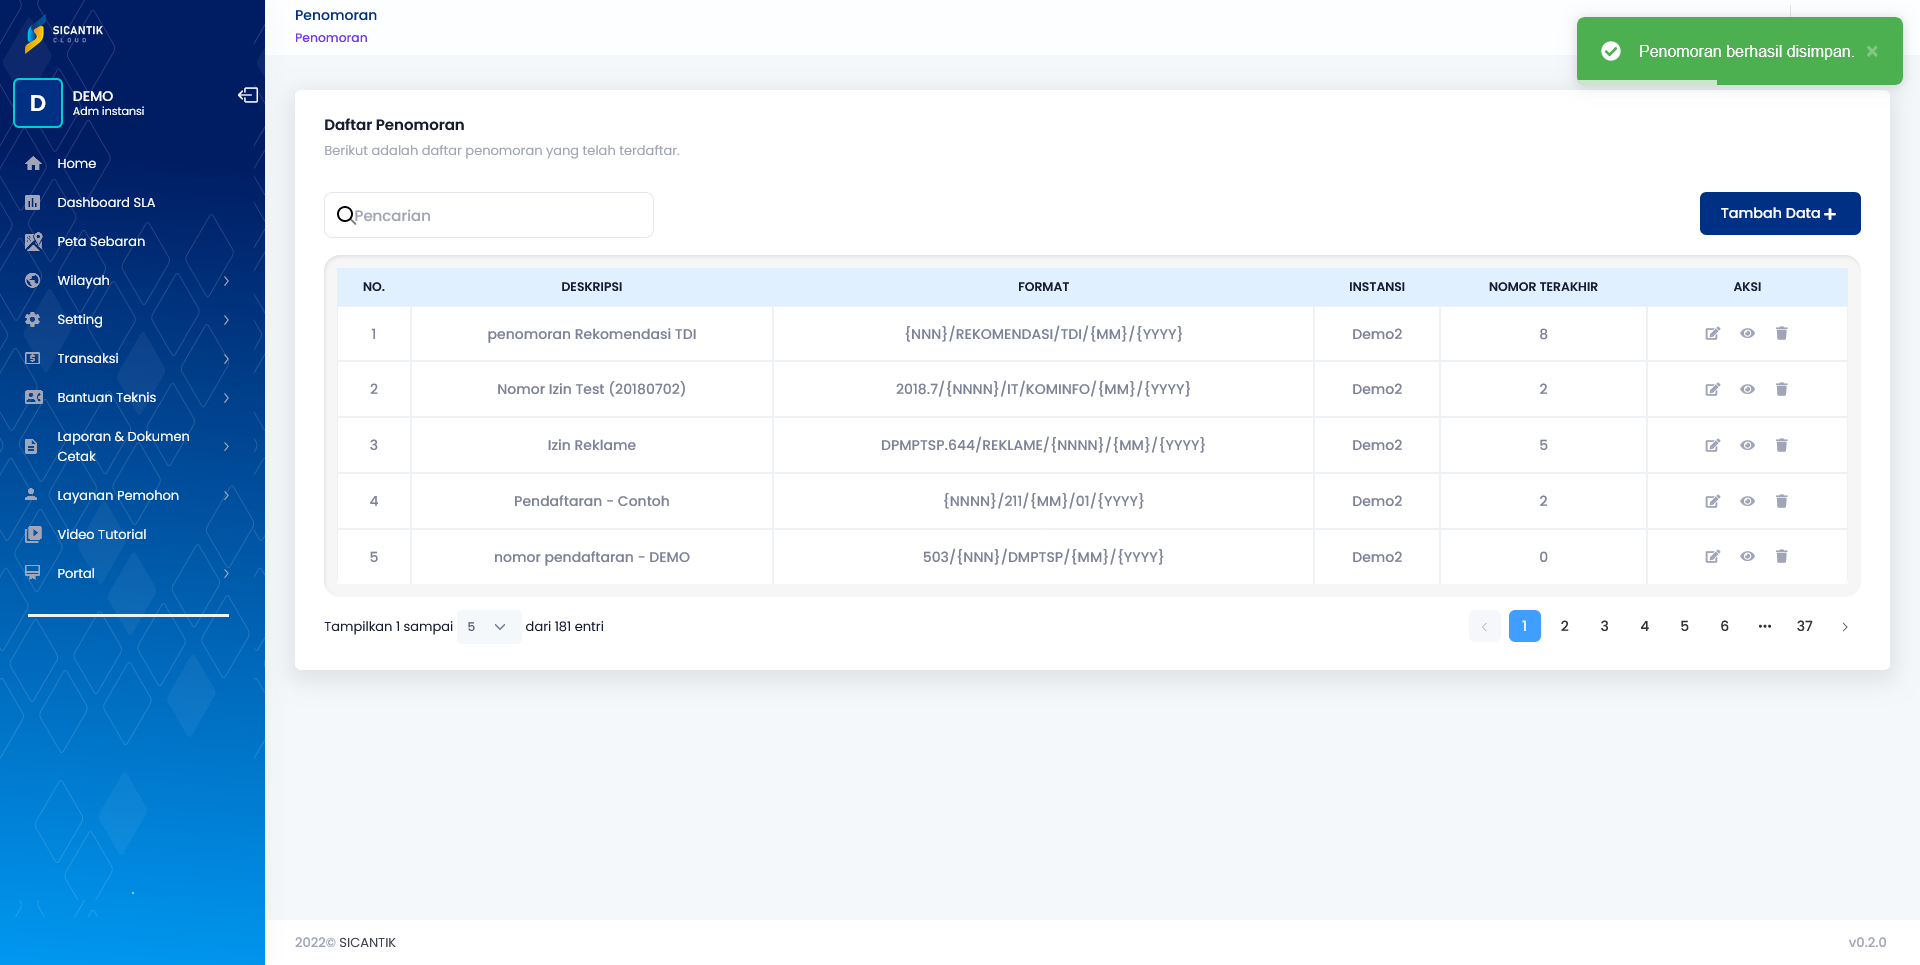 SICANTIK
CLOUD
D
DEMO
Adm instansi
Home
Dashboard SLA
Peta Sebaran
Wilayah
Setting
Transaksi
Bantuan Teknis
Laporan & Dokumen
Cetak
Layanan Pemohon
Video Tutorial
Portal
Penomoran
Penomoran
Penomoran berhasil disimpan. ×
Daftar Penomoran
Berikut adalah daftar penomoran yang telah terdaftar.
Pencarian
Tambah Data +
NO. DESKRIPSI FORMAT INSTANSI NOMOR TERAKHIR AKSI
1 penomoran Rekomendasi TDI {NNN}/REKOMENDASI/TDI/{MM}/{YYYY} Demo2 8
2 Nomor Izin Test (20180702) 2018.7/{NNNN}/IT/KOMINFO/{MM}/{YYYY} Demo2 2
3 Izin Reklame DPMPTSP.644/REKLAME/{NNNN}/{MM}/{YYYY} Demo2 5
4 Pendaftaran - Contoh {NNNN}/211/{MM}/01/{YYYY} Demo2 2
5 nomor pendaftaran - DEMO 503/{NNN}/DMPTSP/{MM}/{YYYY} Demo2 0
Tampilkan 1 sampai 5 dari 181 entri
1 2 3 4 5 6 ••• 37
2022© SICANTIK
v0.2.0